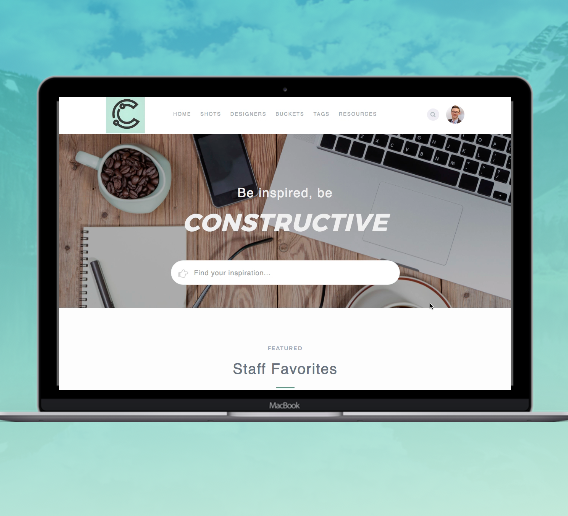 C
HOME SHOTS DESIGNERS BUCKETS TAGS RESOURCES
Be inspired, be
CONSTRUCTIVE
Find your inspiration...
FEATURED
Staff Favorites
MacBook